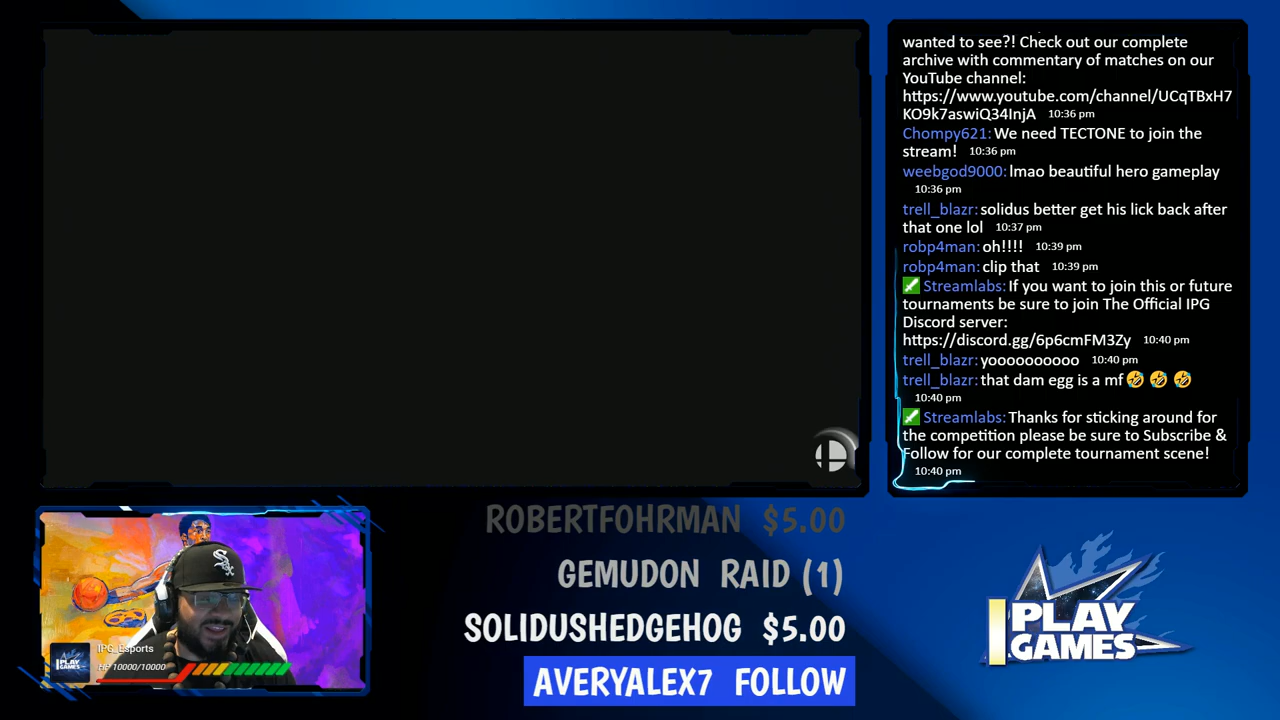 wanted to see?! Check out our complete
archive with commentary of matches on our
YouTube channel:
https://www.youtube.com/channel/UCqTBxH7
KO9k7aswiQ34InjA 10:36 pm
Chompy621: We need TECTONE to join the
stream! 10:36 pm
weebgod9000: lmao beautiful hero gameplay
10:36 pm
trell_blazr: solidus better get his lick back after
that one lol 10:37 pm
robp4man: oh!!!! 10:39 pm
robp4man: clip that 10:39 pm
Streamlabs: If you want to join this or future
tournaments be sure to join The Official IPG
Discord server:
https://discord.gg/6p6cmFM3Zy 10:40 pm
trell_blazr: yoooooooooo 10:40 pm
trell_blazr: that dam egg is a mf 🤣 🤣 🤣
10:40 pm
Streamlabs: Thanks for sticking around for
the competition please be sure to Subscribe &
Follow for our complete tournament scene!
10:40 pm
ROBERTFOHRMAN $5.00
GEMUDON RAID (1)
SOLIDUSHEDGEHOG $5.00
AVERYALEX7 FOLLOW
IPG_Esports
HP 10000/10000
I PLAY
GAMES
I PLAY
GAMES